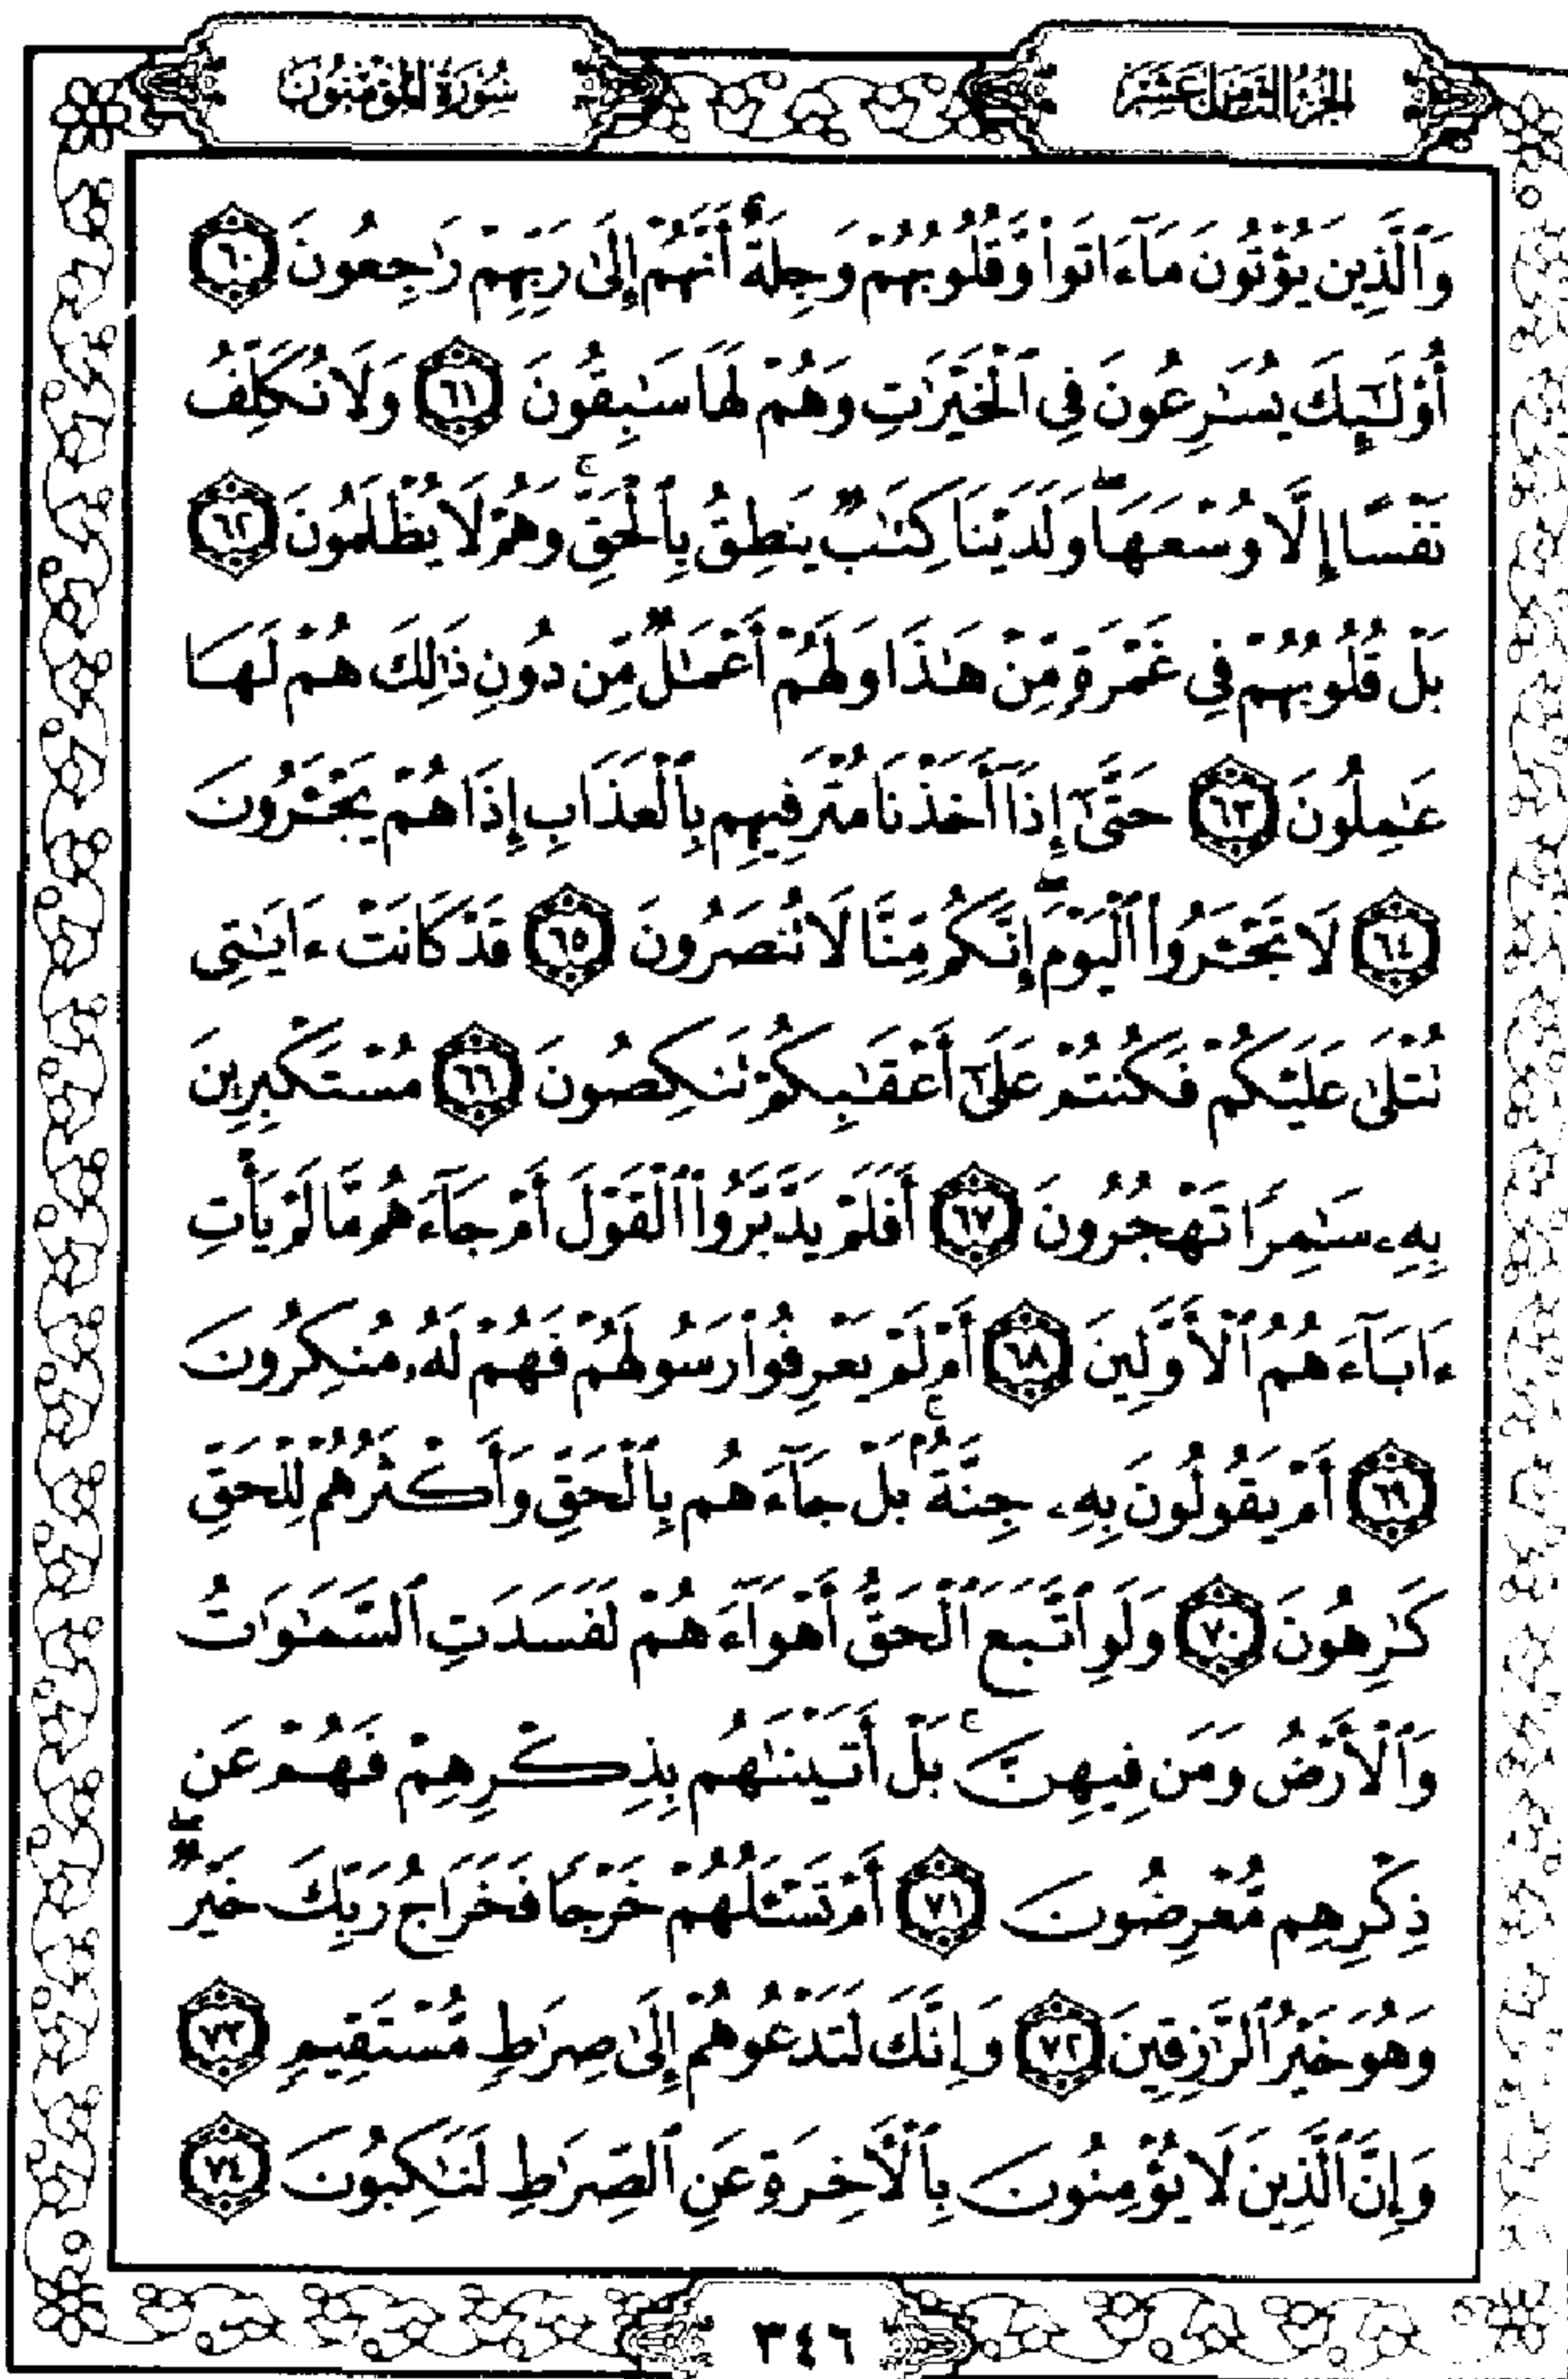 الجزء الثامن عشر
سورة المؤمنون
وَٱلَّذِينَ يُؤْتُونَ مَآ ءَاتَوا۟ وَّقُلُوبُهُمْ وَجِلَةٌ أَنَّهُمْ إِلَىٰ رَبِّهِمْ رَٰجِعُونَ ٦٠
أُو۟لَـٰٓئِكَ يُسَـٰرِعُونَ فِى ٱلْخَيْرَٰتِ وَهُمْ لَهَا سَـٰبِقُونَ ٦١ وَلَا نُكَلِّفُ
نَفْسًا إِلَّا وُسْعَهَا ۖ وَلَدَيْنَا كِتَـٰبٌ يَنطِقُ بِٱلْحَقِّ ۚ وَهُمْ لَا يُظْلَمُونَ ٦٢
بَلْ قُلُوبُهُمْ فِى غَمْرَةٍ مِّنْ هَـٰذَا وَلَهُمْ أَعْمَـٰلٌ مِّن دُونِ ذَٰلِكَ هُمْ لَهَا
عَـٰمِلُونَ ٦٣ حَتَّىٰٓ إِذَآ أَخَذْنَا مُتْرَفِيهِم بِٱلْعَذَابِ إِذَا هُمْ يَجْـَٔرُونَ
٦٤ لَا تَجْـَٔرُوا۟ ٱلْيَوْمَ ۖ إِنَّكُم مِّنَّا لَا تُنصَرُونَ ٦٥ قَدْ كَانَتْ ءَايَـٰتِى
تُتْلَىٰ عَلَيْكُمْ فَكُنتُمْ عَلَىٰٓ أَعْقَـٰبِكُمْ تَنكِصُونَ ٦٦ مُسْتَكْبِرِينَ
بِهِۦ سَـٰمِرًا تَهْجُرُونَ ٦٧ أَفَلَمْ يَدَّبَّرُوا۟ ٱلْقَوْلَ أَمْ جَآءَهُم مَّا لَمْ يَأْتِ
ءَابَآءَهُمُ ٱلْأَوَّلِينَ ٦٨ أَمْ لَمْ يَعْرِفُوا۟ رَسُولَهُمْ فَهُمْ لَهُۥ مُنكِرُونَ
٦٩ أَمْ يَقُولُونَ بِهِۦ جِنَّةٌۢ ۚ بَلْ جَآءَهُم بِٱلْحَقِّ وَأَكْثَرُهُمْ لِلْحَقِّ
كَـٰرِهُونَ ٧٠ وَلَوِ ٱتَّبَعَ ٱلْحَقُّ أَهْوَآءَهُمْ لَفَسَدَتِ ٱلسَّمَـٰوَٰتُ
وَٱلْأَرْضُ وَمَن فِيهِنَّ ۚ بَلْ أَتَيْنَـٰهُم بِذِكْرِهِمْ فَهُمْ عَن
ذِكْرِهِم مُّعْرِضُونَ ٧١ أَمْ تَسْـَٔلُهُمْ خَرْجًا فَخَرَاجُ رَبِّكَ خَيْرٌ ۖ
وَهُوَ خَيْرُ ٱلرَّٰزِقِينَ ٧٢ وَإِنَّكَ لَتَدْعُوهُمْ إِلَىٰ صِرَٰطٍ مُّسْتَقِيمٍ ٧٣
وَإِنَّ ٱلَّذِينَ لَا يُؤْمِنُونَ بِٱلْـَٔاخِرَةِ عَنِ ٱلصِّرَٰطِ لَنَـٰكِبُونَ ٧٤
٣٤٦